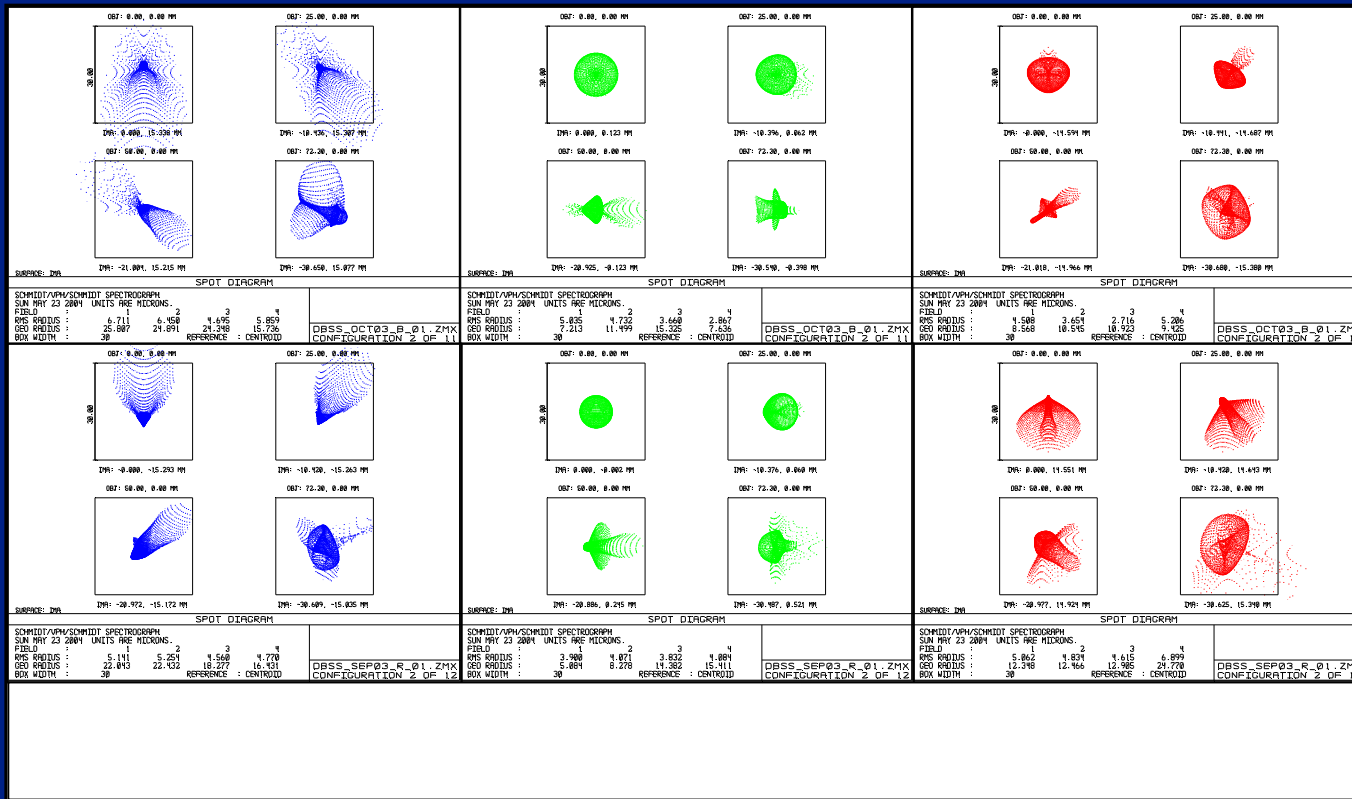 OBJ: 0.00, 0.00 MM
OBJ: 25.00, 0.00 MM
30.00
IMA: 0.000, 15.338 MM
IMA: -10.436, 15.307 MM
OBJ: 50.00, 0.00 MM
OBJ: 72.30, 0.00 MM
IMA: -21.004, 15.215 MM
IMA: -30.650, 15.077 MM
SURFACE: IMA
SPOT DIAGRAM
SCHMIDT/VPH/SCHMIDT SPECTROGRAPH
SUN MAY 23 2004 UNITS ARE MICRONS.
FIELD : 1 2 3 4
RMS RADIUS : 6.711 6.450 4.695 5.859
GEO RADIUS : 25.807 24.891 24.348 15.736
BOX WIDTH : 30 REFERENCE : CENTROID
DBSS_OCT03_B_01.ZMX
CONFIGURATION 2 OF 11
OBJ: 0.00, 0.00 MM
OBJ: 25.00, 0.00 MM
30.00
IMA: 0.000, 0.123 MM
IMA: -10.396, 0.062 MM
OBJ: 50.00, 0.00 MM
OBJ: 72.30, 0.00 MM
IMA: -20.925, -0.123 MM
IMA: -30.540, -0.398 MM
SURFACE: IMA
SPOT DIAGRAM
SCHMIDT/VPH/SCHMIDT SPECTROGRAPH
SUN MAY 23 2004 UNITS ARE MICRONS.
FIELD : 1 2 3 4
RMS RADIUS : 5.035 4.732 3.660 2.867
GEO RADIUS : 7.213 11.499 15.325 7.636
BOX WIDTH : 30 REFERENCE : CENTROID
DBSS_OCT03_B_01.ZMX
CONFIGURATION 2 OF 11
OBJ: 0.00, 0.00 MM
OBJ: 25.00, 0.00 MM
30.00
IMA: -0.000, -14.594 MM
IMA: -10.441, -14.687 MM
OBJ: 50.00, 0.00 MM
OBJ: 72.30, 0.00 MM
IMA: -21.018, -14.966 MM
IMA: -30.680, -15.380 MM
SURFACE: IMA
SPOT DIAGRAM
SCHMIDT/VPH/SCHMIDT SPECTROGRAPH
SUN MAY 23 2004 UNITS ARE MICRONS.
FIELD : 1 2 3 4
RMS RADIUS : 4.508 3.654 2.716 5.206
GEO RADIUS : 8.568 10.545 10.923 9.425
BOX WIDTH : 30 REFERENCE : CENTROID
DBSS_OCT03_B_01.ZM
CONFIGURATION 2 OF 1
OBJ: 0.00, 0.00 MM
OBJ: 25.00, 0.00 MM
30.00
IMA: -0.000, -15.293 MM
IMA: -10.420, -15.263 MM
OBJ: 50.00, 0.00 MM
OBJ: 72.30, 0.00 MM
IMA: -20.972, -15.172 MM
IMA: -30.609, -15.035 MM
SURFACE: IMA
SPOT DIAGRAM
SCHMIDT/VPH/SCHMIDT SPECTROGRAPH
SUN MAY 23 2004 UNITS ARE MICRONS.
FIELD : 1 2 3 4
RMS RADIUS : 5.141 5.254 4.560 4.770
GEO RADIUS : 22.043 22.432 18.277 16.431
BOX WIDTH : 30 REFERENCE : CENTROID
DBSS_SEP03_R_01.ZMX
CONFIGURATION 2 OF 12
OBJ: 0.00, 0.00 MM
OBJ: 25.00, 0.00 MM
30.00
IMA: 0.000, -0.002 MM
IMA: -10.376, 0.060 MM
OBJ: 50.00, 0.00 MM
OBJ: 72.30, 0.00 MM
IMA: -20.886, 0.245 MM
IMA: -30.487, 0.521 MM
SURFACE: IMA
SPOT DIAGRAM
SCHMIDT/VPH/SCHMIDT SPECTROGRAPH
SUN MAY 23 2004 UNITS ARE MICRONS.
FIELD : 1 2 3 4
RMS RADIUS : 3.900 4.071 3.832 4.084
GEO RADIUS : 5.084 8.278 14.382 15.411
BOX WIDTH : 30 REFERENCE : CENTROID
DBSS_SEP03_R_01.ZMX
CONFIGURATION 2 OF 12
OBJ: 0.00, 0.00 MM
OBJ: 25.00, 0.00 MM
30.00
IMA: 0.000, 14.551 MM
IMA: -10.420, 14.643 MM
OBJ: 50.00, 0.00 MM
OBJ: 72.30, 0.00 MM
IMA: -20.977, 14.924 MM
IMA: -30.625, 15.340 MM
SURFACE: IMA
SPOT DIAGRAM
SCHMIDT/VPH/SCHMIDT SPECTROGRAPH
SUN MAY 23 2004 UNITS ARE MICRONS.
FIELD : 1 2 3 4
RMS RADIUS : 5.062 4.834 4.615 6.899
GEO RADIUS : 12.348 12.466 12.905 24.770
BOX WIDTH : 30 REFERENCE : CENTROID
DBSS_SEP03_R_01.ZM
CONFIGURATION 2 OF 1